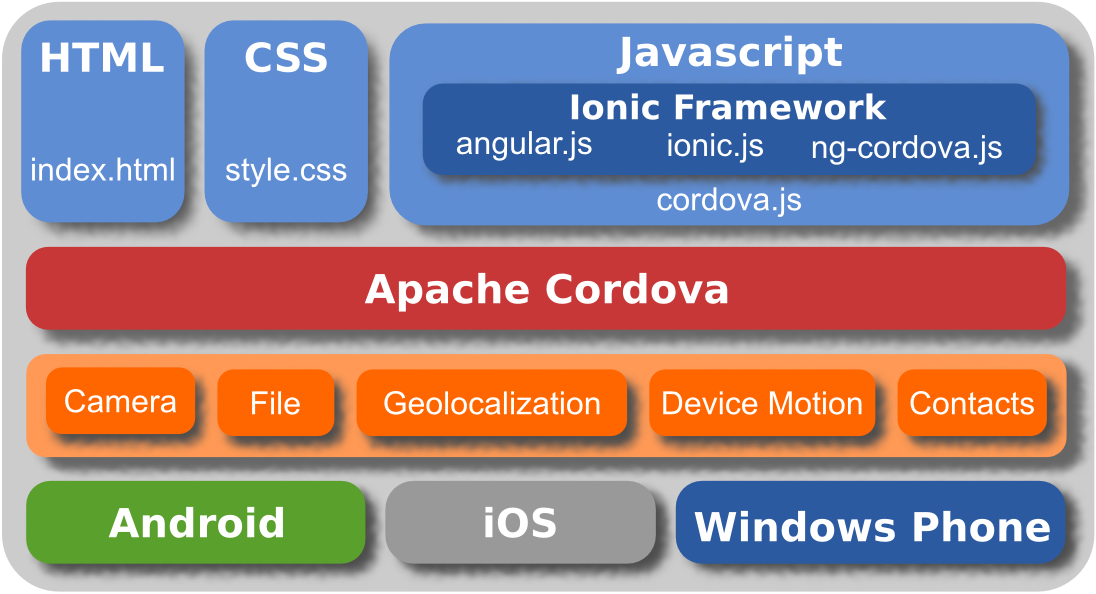 HTML
index.html
CSS
style.css
Javascript
Ionic Framework
angular.js ionic.js ng-cordova.js
cordova.js
Apache Cordova
Camera File Geolocalization Device Motion Contacts
Android iOS Windows Phone